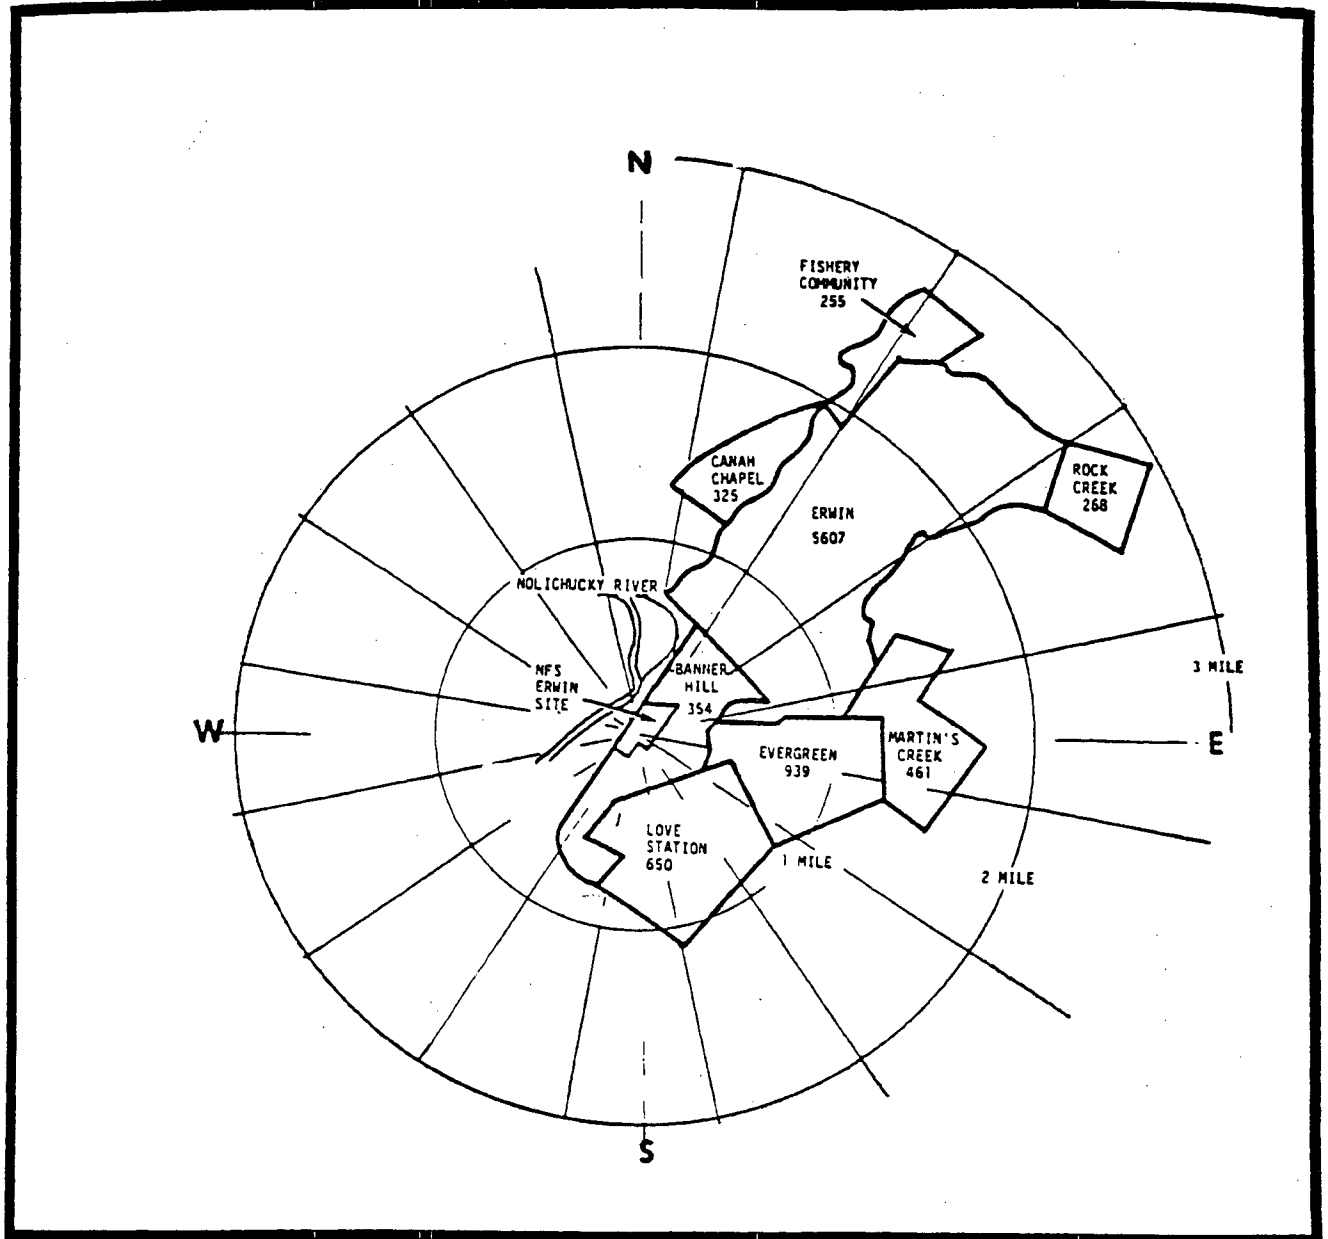 N
FISHERY
COMMUNITY
255
CANAH
CHAPEL
325
ROCK
CREEK
268
ERWIN
5607
NOLICHUCKY RIVER
NFS
ERWIN
SITE
BANNER
HILL
354
3 MILE
W
E
EVERGREEN
939
MARTIN'S
CREEK
461
LOVE
STATION
650
1 MILE
2 MILE
S